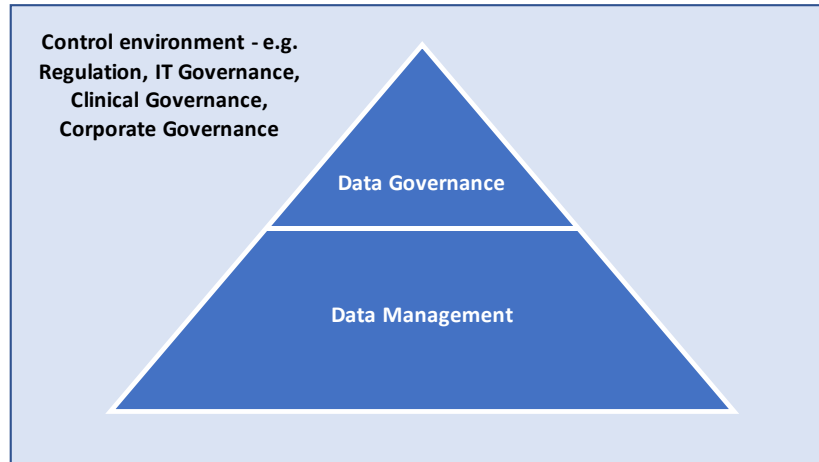 Control environment - e.g.
Regulation, IT Governance,
Clinical Governance,
Corporate Governance
Data Governance
Data Management